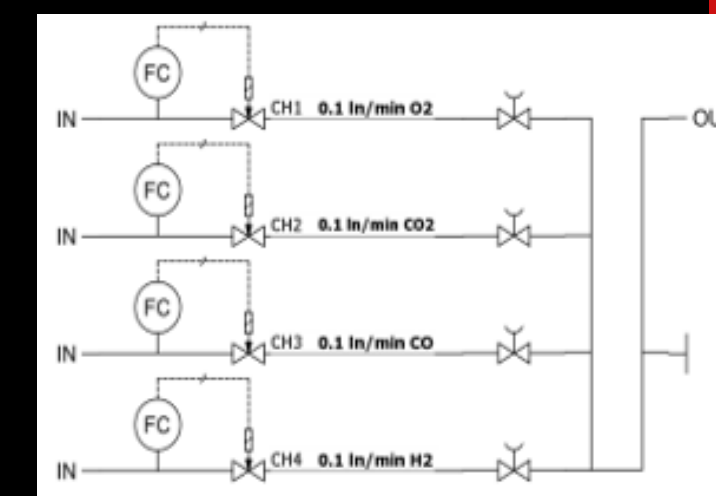 FC
IN CH1 0.1 ln/min O2 OU
FC
IN CH2 0.1 ln/min CO2
FC
IN CH3 0.1 ln/min CO
FC
IN CH4 0.1 ln/min H2